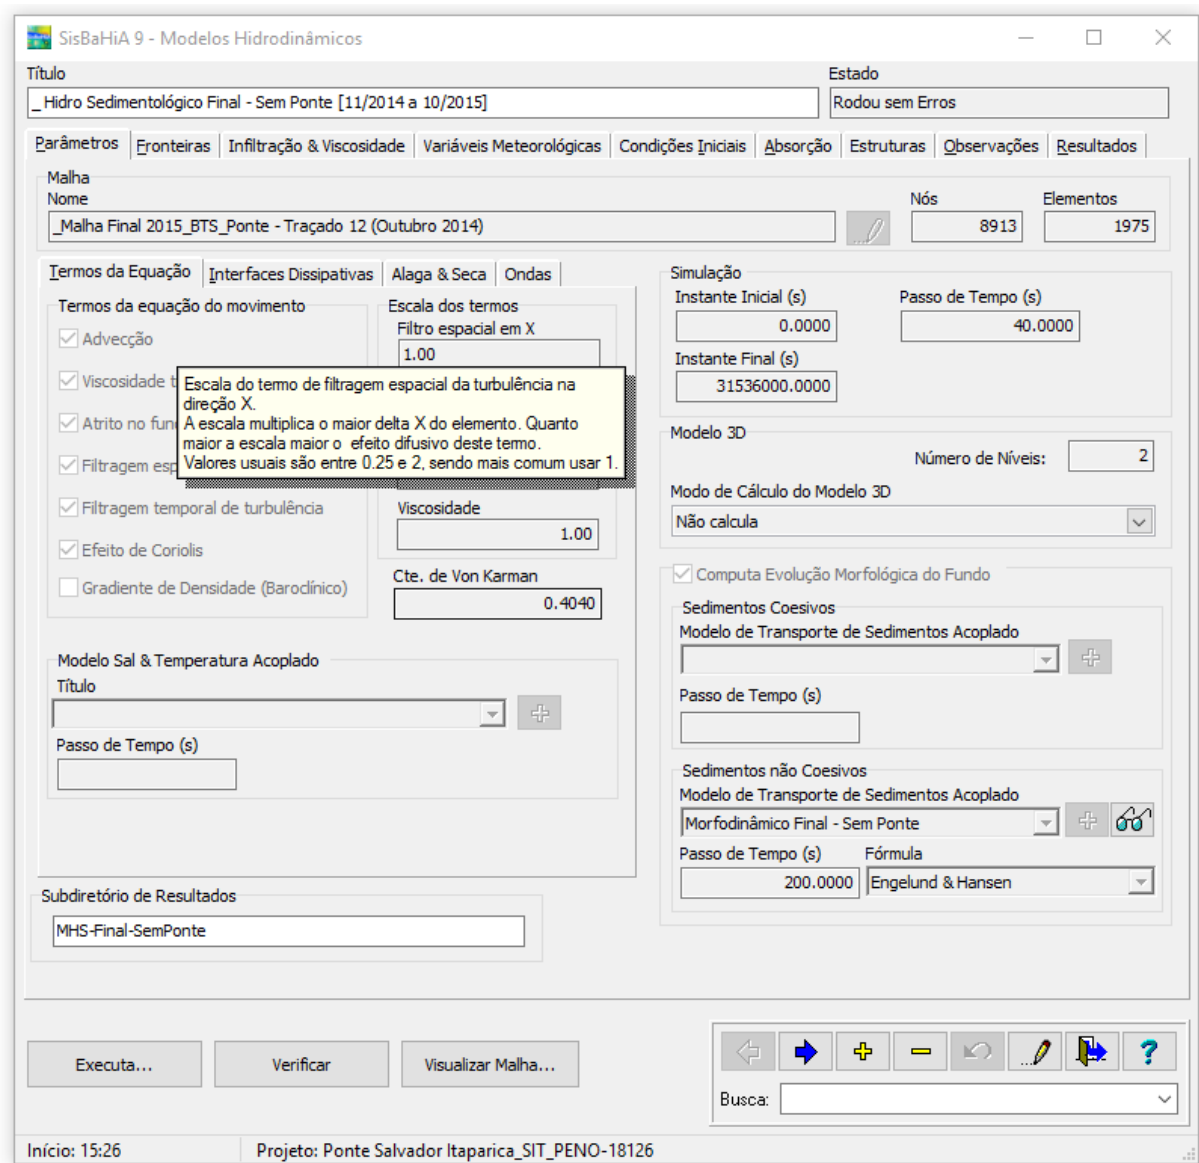 SisBaHiA 9 - Modelos Hidrodinâmicos
Título
Estado
_ Hidro Sedimentológico Final - Sem Ponte [11/2014 a 10/2015]
Rodou sem Erros
Parâmetros
Fronteiras
Infiltração & Viscosidade
Variáveis Meteorológicas
Condições Iniciais
Absorção
Estruturas
Observações
Resultados
Malha
Nome
Nós
Elementos
_Malha Final 2015_BTS_Ponte - Traçado 12 (Outubro 2014)
8913
1975
Termos da Equação
Interfaces Dissipativas
Alaga & Seca
Ondas
Termos da equação do movimento
Advecção
Viscosidade t
Atrito no fun
Filtragem esp
Filtragem temporal de turbulência
Efeito de Coriolis
Gradiente de Densidade (Baroclínico)
Escala dos termos
Filtro espacial em X
1.00
Escala do termo de filtragem espacial da turbulência na
direção X.
A escala multiplica o maior delta X do elemento. Quanto
maior a escala maior o efeito difusivo deste termo.
Valores usuais são entre 0.25 e 2, sendo mais comum usar 1.
Viscosidade
1.00
Cte. de Von Karman
0.4040
Modelo Sal & Temperatura Acoplado
Título
Passo de Tempo (s)
Subdiretório de Resultados
MHS-Final-SemPonte
Simulação
Instante Inicial (s)
Passo de Tempo (s)
0.0000
40.0000
Instante Final (s)
31536000.0000
Modelo 3D
Número de Níveis:
2
Modo de Cálculo do Modelo 3D
Não calcula
Computa Evolução Morfológica do Fundo
Sedimentos Coesivos
Modelo de Transporte de Sedimentos Acoplado
Passo de Tempo (s)
Sedimentos não Coesivos
Modelo de Transporte de Sedimentos Acoplado
Morfodinâmico Final - Sem Ponte
Passo de Tempo (s)
Fórmula
200.0000
Engelund & Hansen
Executa...
Verificar
Visualizar Malha...
?
Busca:
Início: 15:26
Projeto: Ponte Salvador Itaparica_SIT_PENO-18126